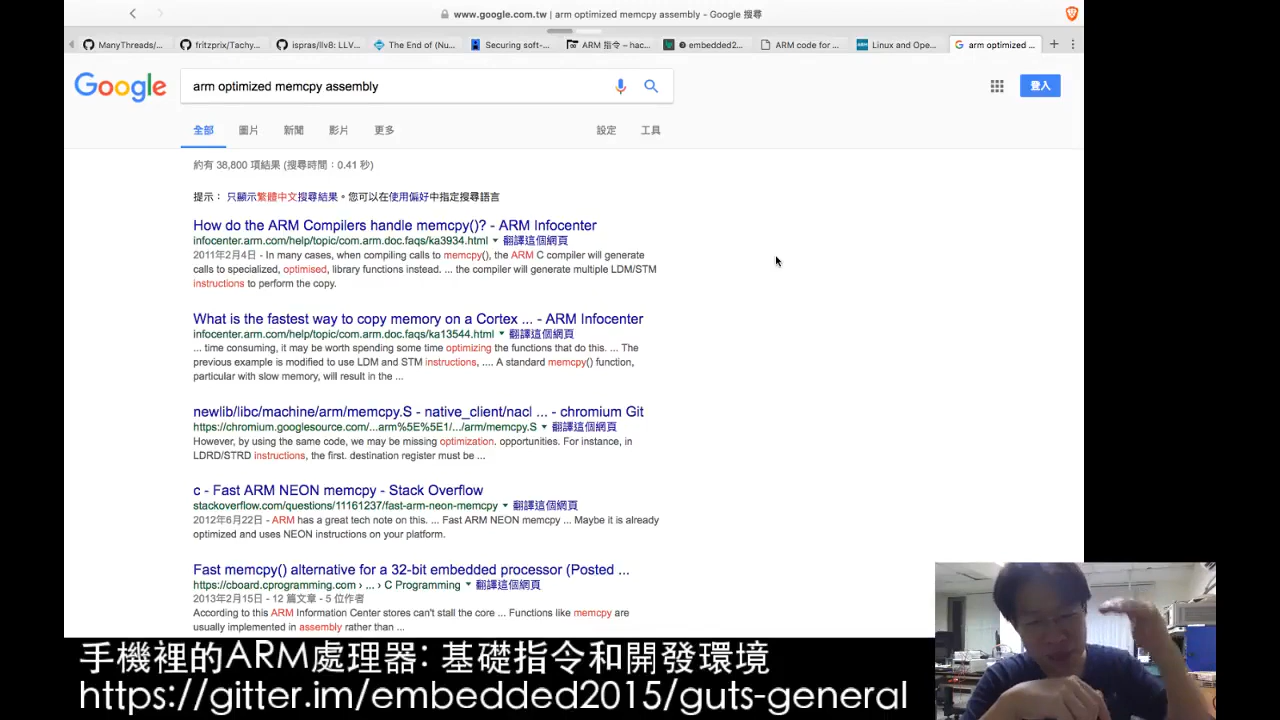 www.google.com.tw | arm optimized memcpy assembly - Google 搜尋
ManyThreads/...
fritzprix/Tachy...
ispras/llv8: LLV...
The End of (Nu...
Securing soft-...
ARM 指令 – hac...
embedded2...
ARM code for ...
Linux and Ope...
arm optimized ...
Google
arm optimized memcpy assembly
登入
全部 圖片 新聞 影片 更多 設定 工具
約有 38,800 項結果 (搜尋時間：0.41 秒)
提示： 只顯示繁體中文搜尋結果。您可以在使用偏好中指定搜尋語言
How do the ARM Compilers handle memcpy()? - ARM Infocenter
infocenter.arm.com/help/topic/com.arm.doc.faqs/ka3934.html 翻譯這個網頁
2011年2月4日 - In many cases, when compiling calls to memcpy(), the ARM C compiler will generate
calls to specialized, optimised, library functions instead. ... the compiler will generate multiple LDM/STM
instructions to perform the copy.
What is the fastest way to copy memory on a Cortex ... - ARM Infocenter
infocenter.arm.com/help/topic/com.arm.doc.faqs/ka13544.html 翻譯這個網頁
... time consuming, it may be worth spending some time optimizing the functions that do this. ... The
previous example is modified to use LDM and STM instructions, .... A standard memcpy() function,
particular with slow memory, will result in the ...
newlib/libc/machine/arm/memcpy.S - native_client/nacl ... - chromium Git
https://chromium.googlesource.com/...arm%5E%5E1/.../arm/memcpy.S 翻譯這個網頁
However, by using the same code, we may be missing optimization. opportunities. For instance, in
LDRD/STRD instructions, the first. destination register must be ...
c - Fast ARM NEON memcpy - Stack Overflow
stackoverflow.com/questions/11161237/fast-arm-neon-memcpy 翻譯這個網頁
2012年6月22日 - ARM has a great tech note on this. ... Fast ARM NEON memcpy ... Maybe it is already
optimized and uses NEON instructions on your platform.
Fast memcpy() alternative for a 32-bit embedded processor (Posted ...
https://cboard.cprogramming.com › ... › C Programming 翻譯這個網頁
2013年2月15日 - 12 篇文章 - 5 位作者
According to this ARM Information Center stores can't stall the core ... Functions like memcpy are
usually implemented in assembly rather than ...
手機裡的ARM處理器: 基礎指令和開發環境
https://gitter.im/embedded2015/guts-general